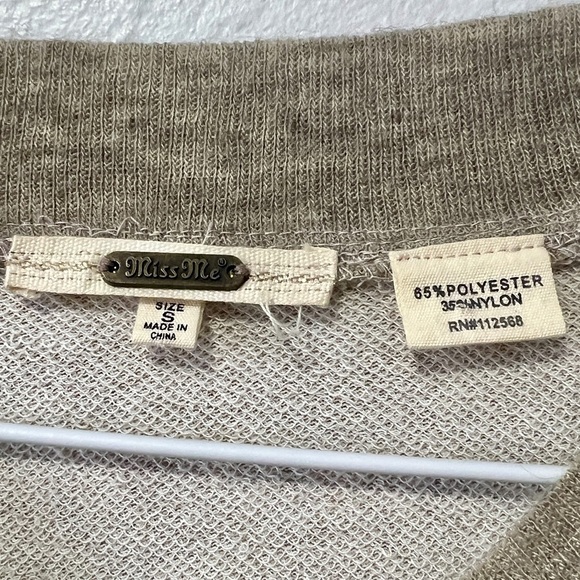 Miss Me
SIZE
S
MADE IN
CHINA
65%POLYESTER
35%NYLON
RN#112568